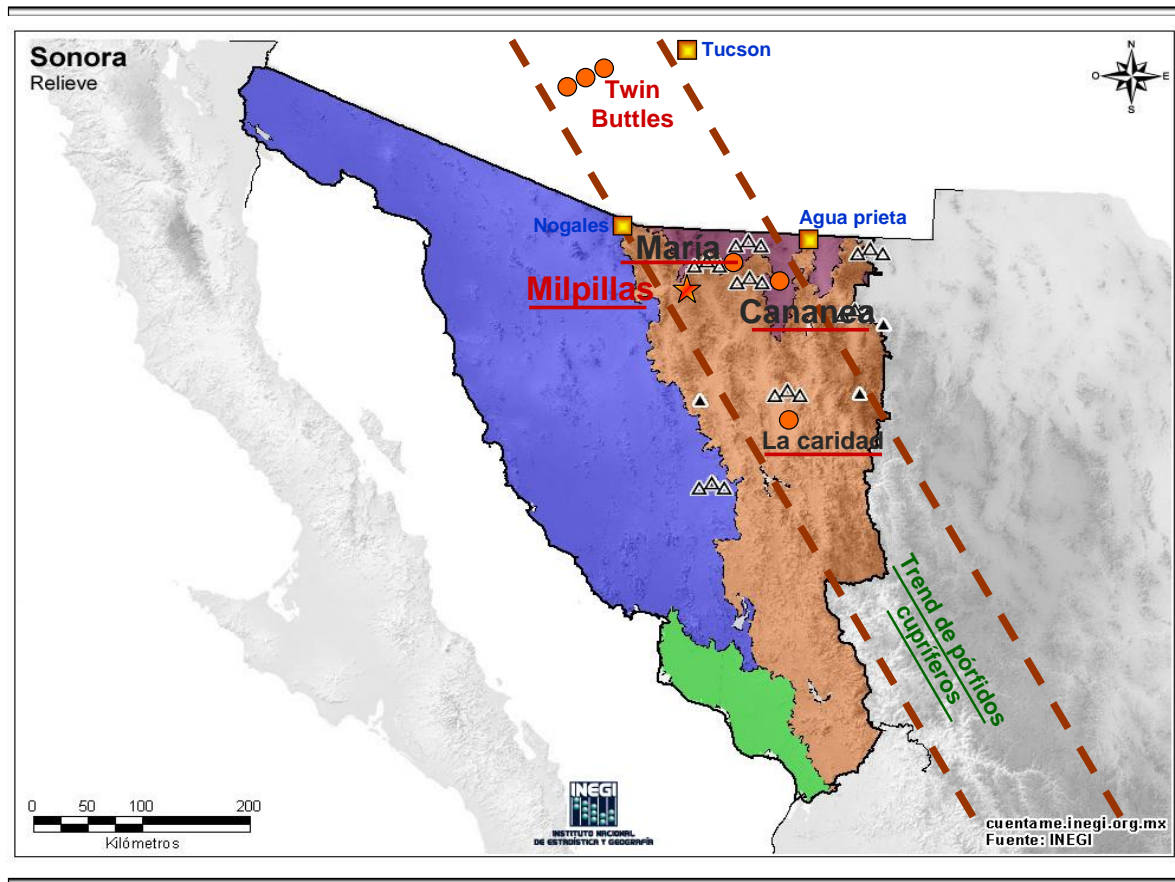 Sonora
Relieve
Tucson
Twin
Buttles
N
O
E
S
Nogales
Agua prieta
María
Milpillas
Cananea
La caridad
Trend de pórfidos
cupríferos
0 50 100 200
Kilómetros
INEGI
INSTITUTO NACIONAL
DE ESTADÍSTICA Y GEOGRAFÍA
cuentame.inegi.org.mx
Fuente: INEGI